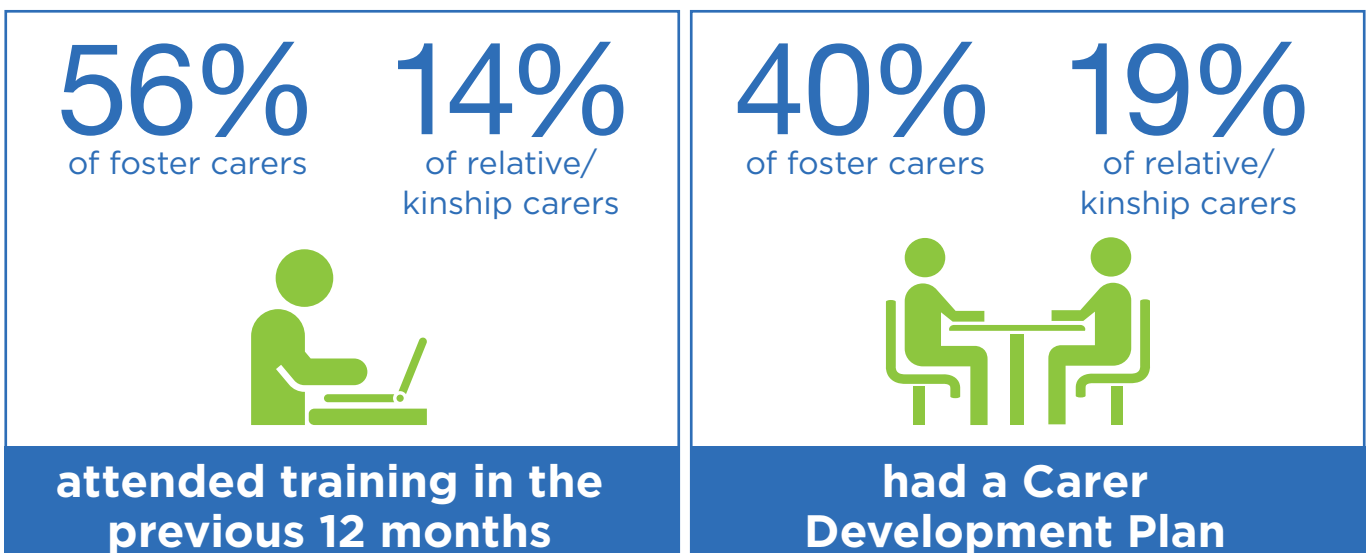 56%
of foster carers
14%
of relative/
kinship carers
attended training in the
previous 12 months
40%
of foster carers
19%
of relative/
kinship carers
had a Carer
Development Plan